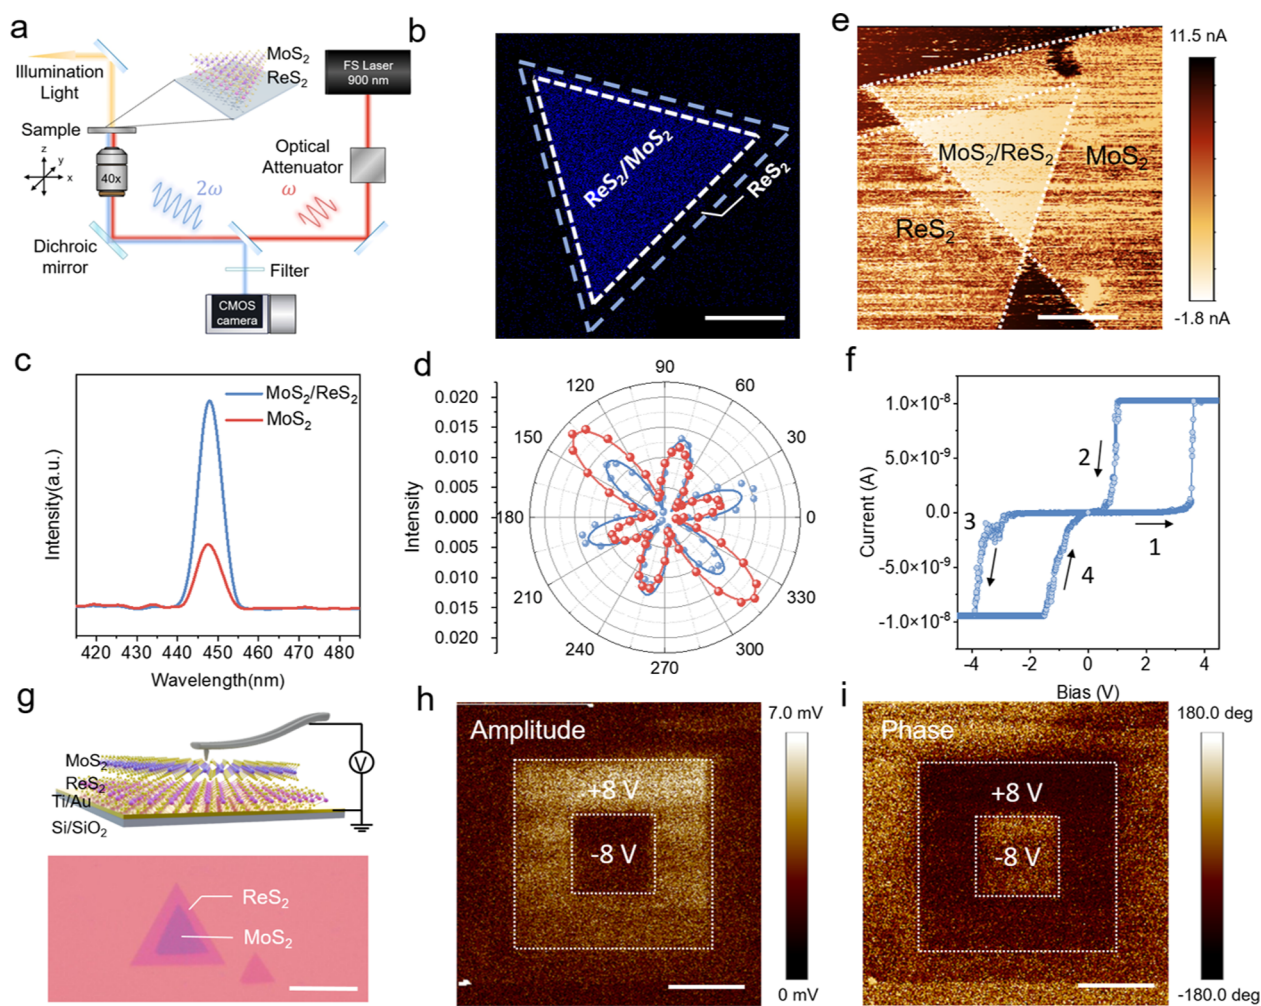 a
Illumination
Light
MoS₂
ReS₂
FS Laser
900 nm
Sample
z
y
x
40x
2ω
ω
Optical
Attenuator
Dichroic
mirror
Filter
CMOS
camera
b
ReS₂/MoS₂
ReS₂
e
11.5 nA
MoS₂/ReS₂
MoS₂
ReS₂
-1.8 nA
c
Intensity(a.u.)
MoS₂/ReS₂
MoS₂
420 430 440 450 460 470 480
Wavelength(nm)
d
Intensity
0.020
0.015
0.010
0.005
0.000
0.005
0.010
0.015
0.020
90
120
60
150
30
180
0
210
330
240
300
270
f
Current (A)
1.0×10⁻⁸
5.0×10⁻⁹
0.0
-5.0×10⁻⁹
-1.0×10⁻⁸
2
3
1
4
-4 -2 0 2 4
Bias (V)
g
MoS₂
ReS₂
Ti/Au
Si/SiO₂
V
ReS₂
MoS₂
h
Amplitude
7.0 mV
+8 V
-8 V
0 mV
i
Phase
180.0 deg
+8 V
-8 V
-180.0 deg